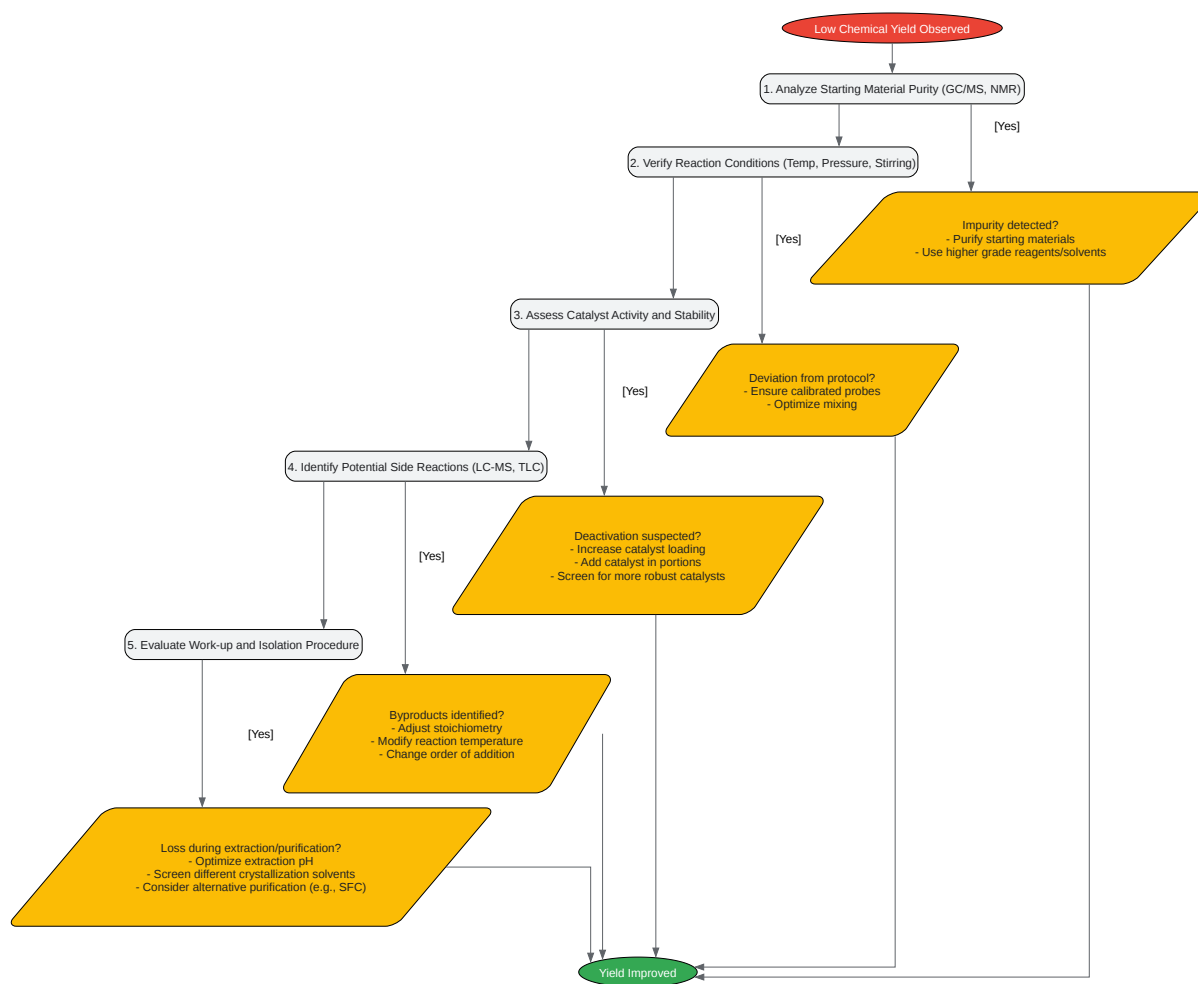 Low Chemical Yield Observed
1. Analyze Starting Material Purity (GC/MS, NMR)
[Yes]
2. Verify Reaction Conditions (Temp, Pressure, Stirring)
Impurity detected?
- Purify starting materials
- Use higher grade reagents/solvents
[Yes]
3. Assess Catalyst Activity and Stability
Deviation from protocol?
- Ensure calibrated probes
- Optimize mixing
[Yes]
4. Identify Potential Side Reactions (LC-MS, TLC)
Deactivation suspected?
- Increase catalyst loading
- Add catalyst in portions
- Screen for more robust catalysts
[Yes]
5. Evaluate Work-up and Isolation Procedure
Byproducts identified?
- Adjust stoichiometry
- Modify reaction temperature
- Change order of addition
[Yes]
Loss during extraction/purification?
- Optimize extraction pH
- Screen different crystallization solvents
- Consider alternative purification (e.g., SFC)
Yield Improved